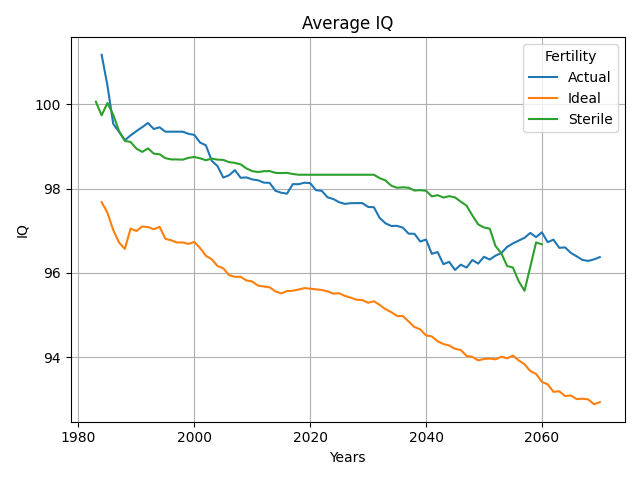 Average IQ
Fertility
Actual
Ideal
Sterile
100
98
96
94
IQ
1980
2000
2020
2040
2060
Years